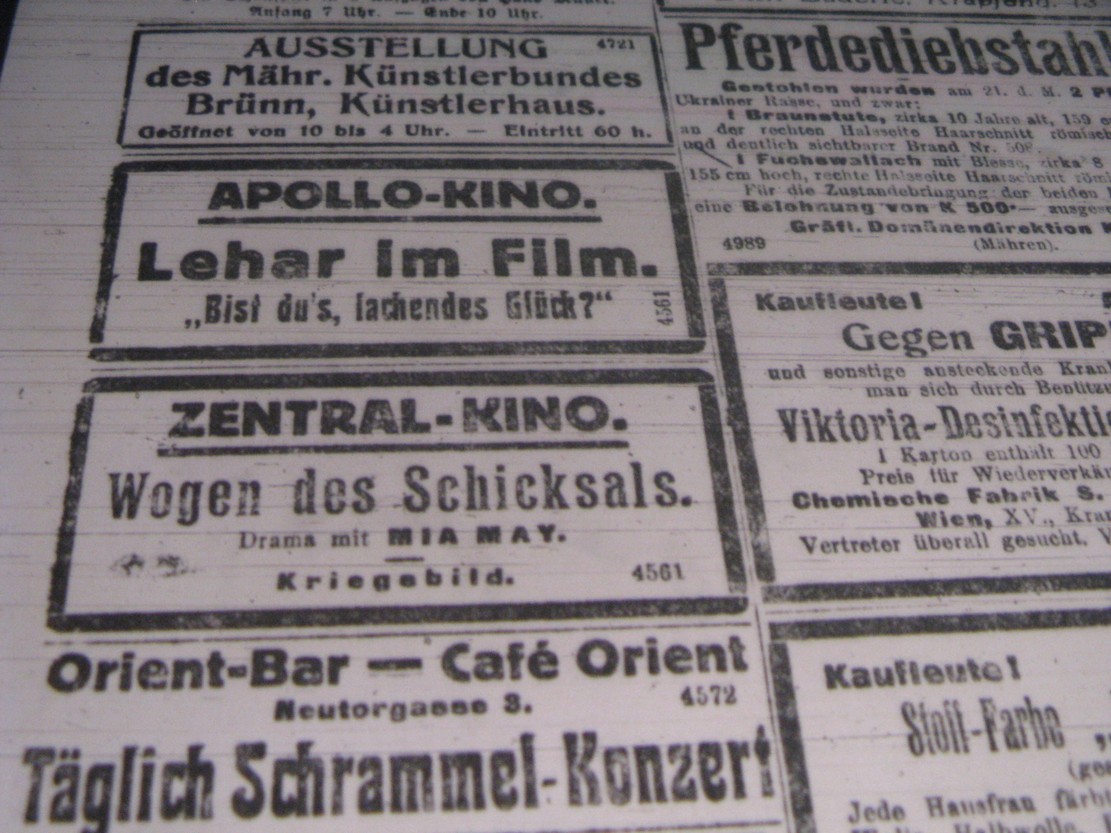 Anfang 7 Uhr. — Ende 10 Uhr.
AUSSTELLUNG 4721
des Mähr. Künstlerbundes
Brünn, Künstlerhaus.
Geöffnet von 10 bis 4 Uhr. — Eintritt 60 h.
APOLLO-KINO.
Lehar im Film.
„Bist du's, lachendes Glück?“
4561
ZENTRAL-KINO.
Wogen des Schicksals.
Drama mit MIA MAY.
Kriegsbild. 4561
Orient-Bar — Café Orient
Neutorgasse 3. 4572
Täglich Schrammel-Konzert
Pferdediebstahl
Gestohlen wurden am 21. d. M. 2
Ukrainer Rasse, und zwar:
1 Braunstute, zirka 10 Jahre alt, 159
an der rechten Halsseite Haarschnitt römisch
und deutlich sichtbarer Brand Nr.
1 Fuchswallach mit Blesse, zirka 8
155 cm hoch, rechte Halsseite Haarschnitt
Für die Zustandebringung der beiden
eine Belohnung von K 500·—
Gräfl. Domänendirektion
4989 (Mähren).
Kaufleute!
Gegen GRIP
und sonstige ansteckende
man sich durch
Viktoria-Desinfekti
1 Karton enthält 100
Preis für
Chemische Fabrik S.
Wien, XV.,
Vertreter überall gesucht.
Kaufleute!
Stoff-Farbe
Jede Hausfrau färb